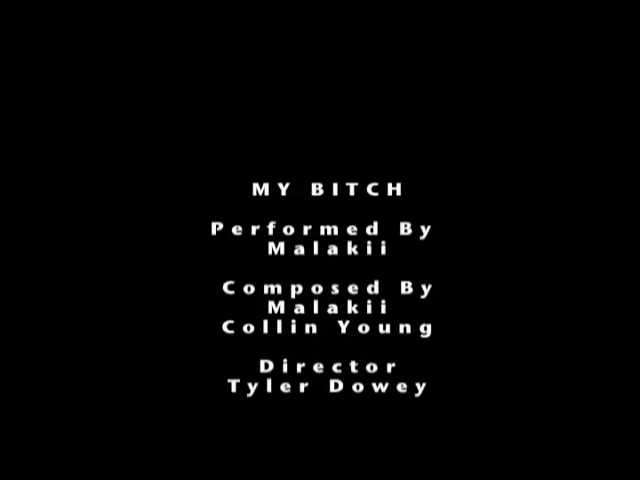 MY BITCH
Performed By
Malakii
Composed By
Malakii
Collin Young
Director
Tyler Dowey